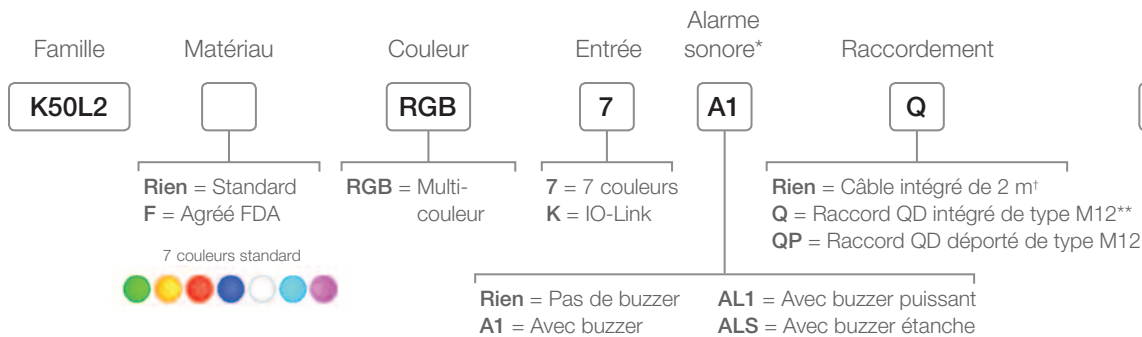 Famille
Matériau
Couleur
Entrée
Alarme
sonore*
Raccordement
K50L2
RGB
7
A1
Q
Rien = Standard
F = Agréé FDA
RGB = Multi-
couleur
7 = 7 couleurs
K = IO-Link
Rien = Câble intégré de 2 m†
Q = Raccord QD intégré de type M12**
QP = Raccord QD déporté de type M12
7 couleurs standard
Rien = Pas de buzzer
A1 = Avec buzzer
AL1 = Avec buzzer puissant
ALS = Avec buzzer étanche